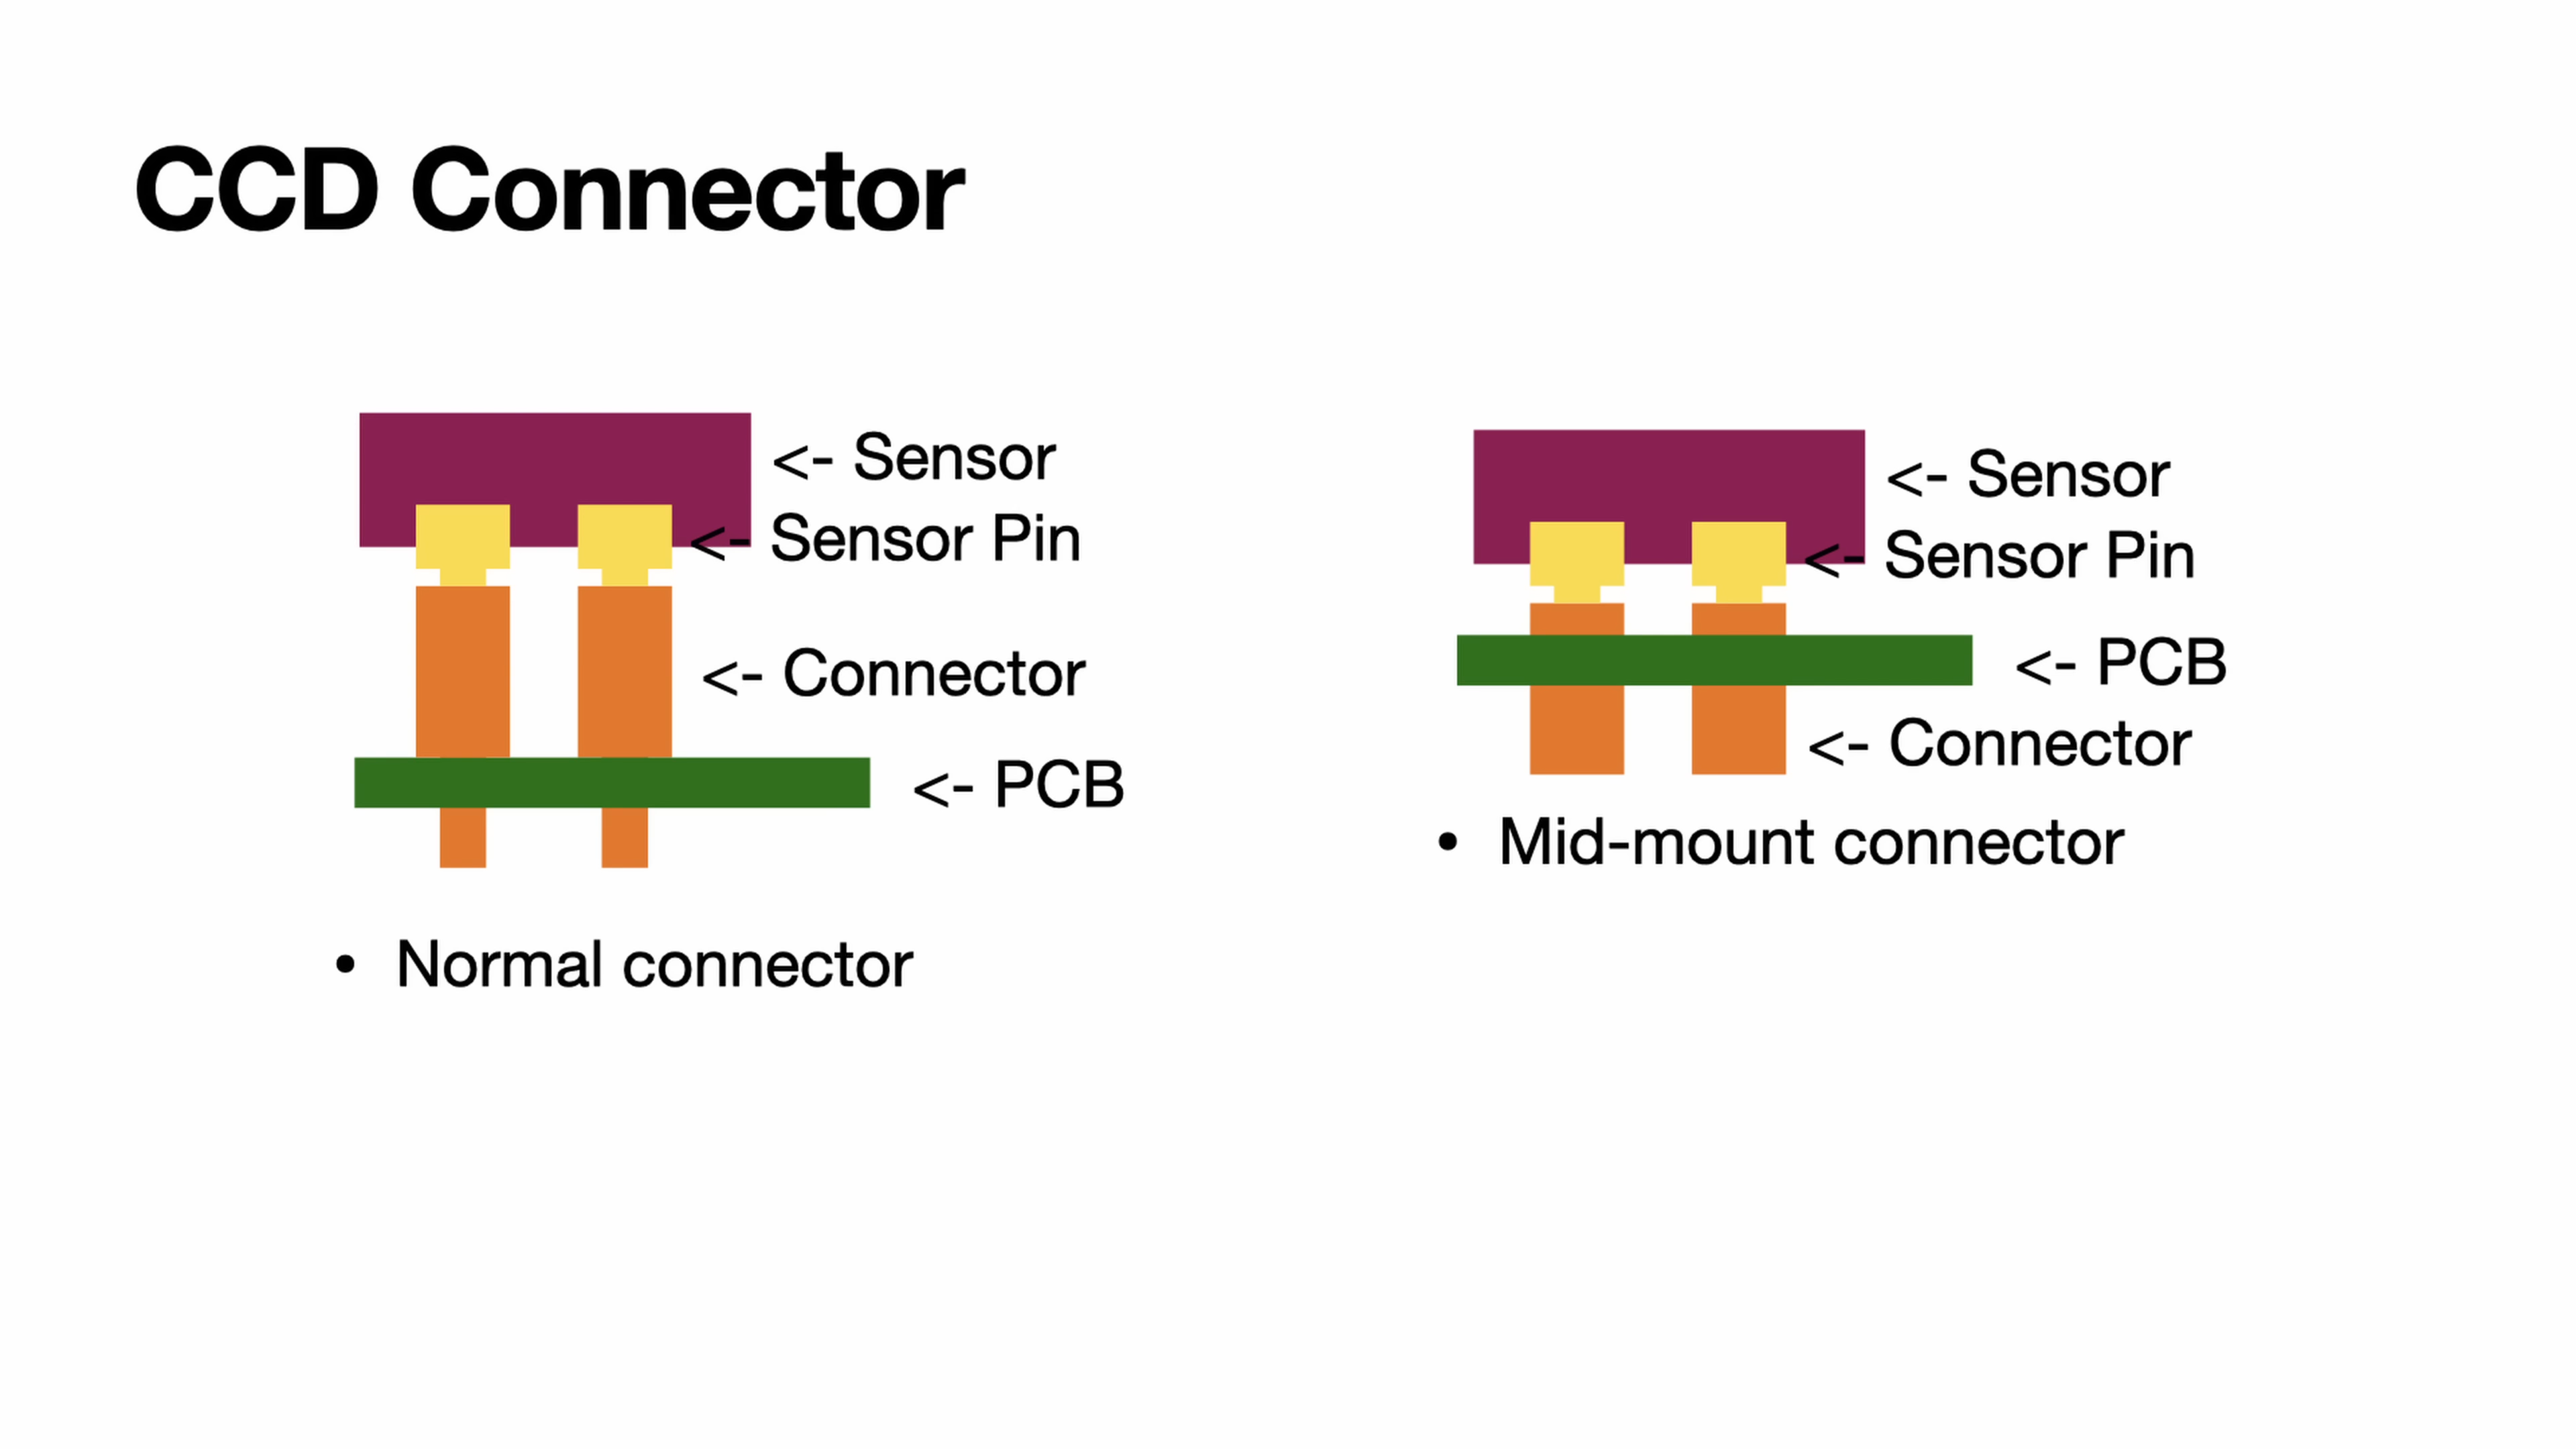 CCD Connector
<- Sensor
<- Sensor Pin
<- Connector
<- PCB
• Normal connector
<- Sensor
<- Sensor Pin
<- PCB
<- Connector
• Mid-mount connector